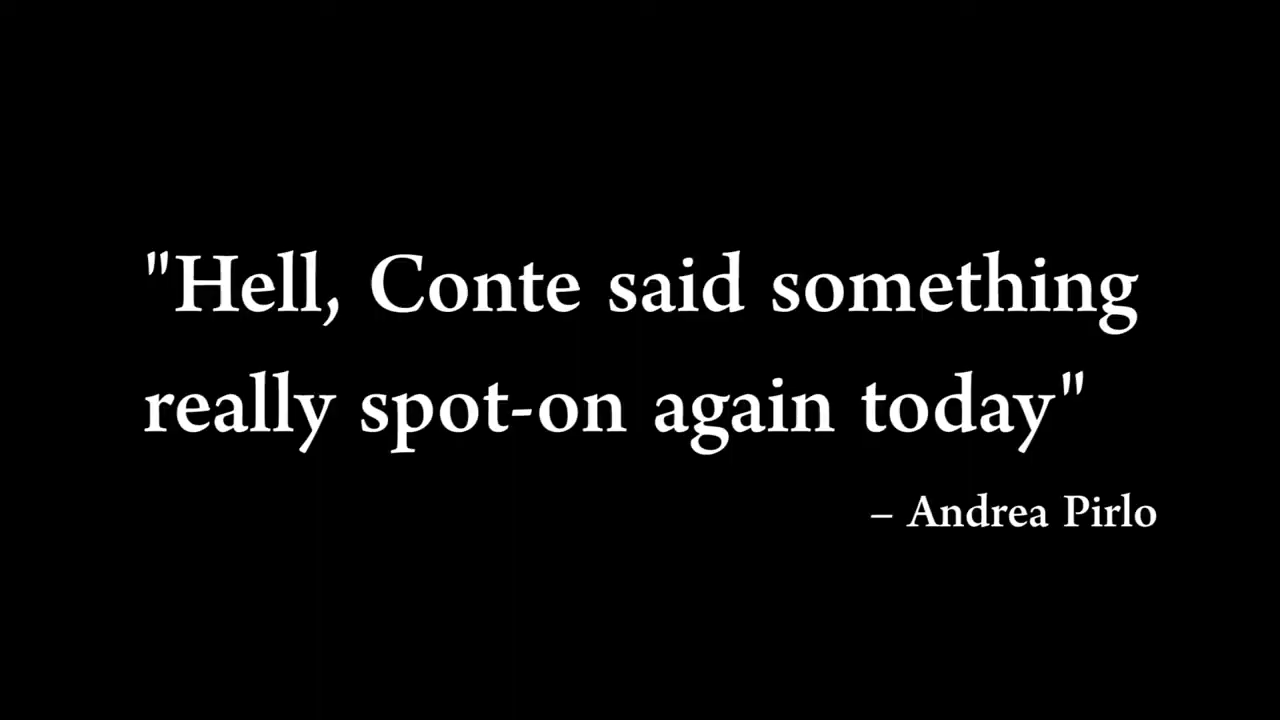 "Hell, Conte said something
really spot-on again today"
– Andrea Pirlo